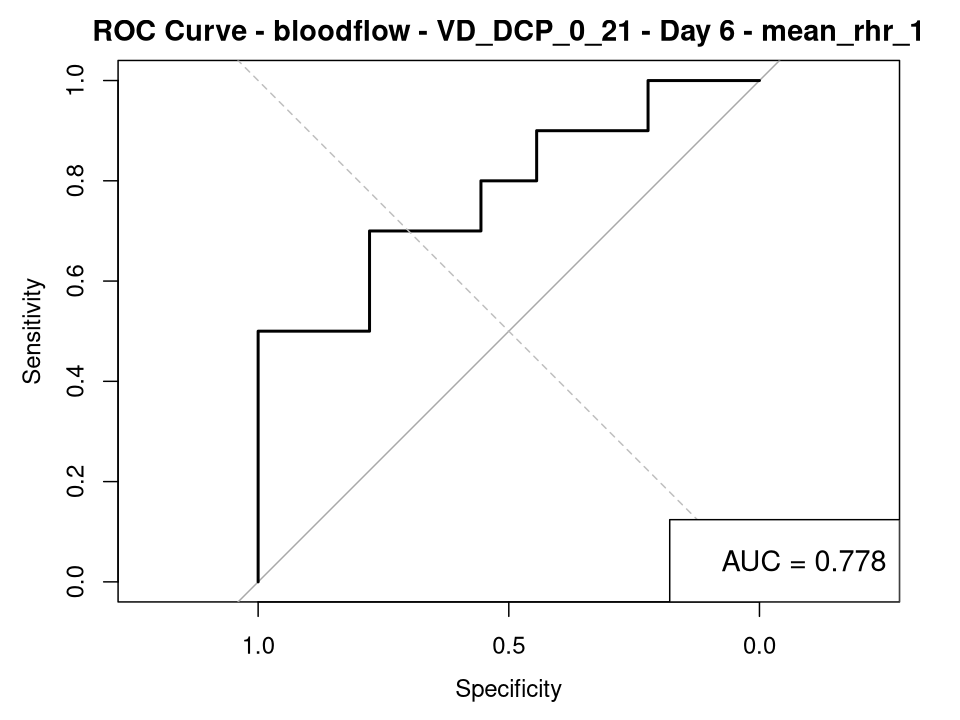 ROC Curve - bloodflow - VD_DCP_0_21 - Day 6 - mean_rhr_1
Sensitivity
1.0
0.8
0.6
0.4
0.2
0.0
AUC = 0.778
1.0 0.5 0.0
Specificity